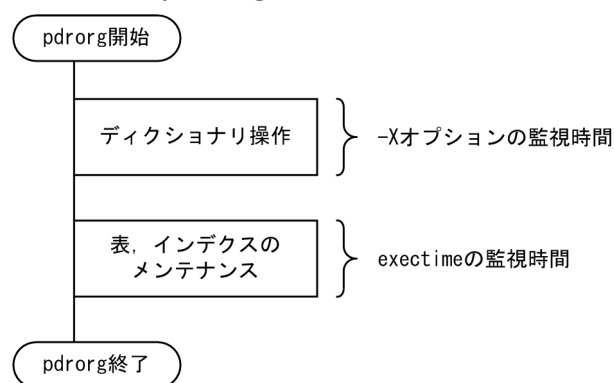 pdrorg開始
ディクショナリ操作
-Xオプションの監視時間
表，インデクスの
メンテナンス
exectimeの監視時間
pdrorg終了